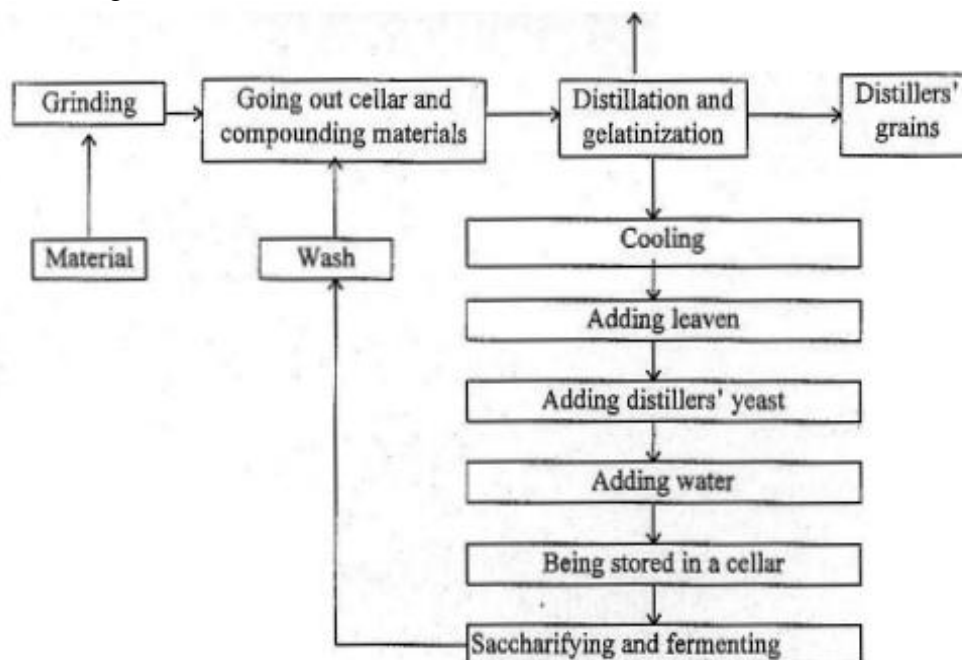 Grinding
Going out cellar and
compounding materials
Distillation and
gelatinization
Distillers'
grains
Material
Wash
Cooling
Adding leaven
Adding distillers' yeast
Adding water
Being stored in a cellar
Saccharifying and fermenting